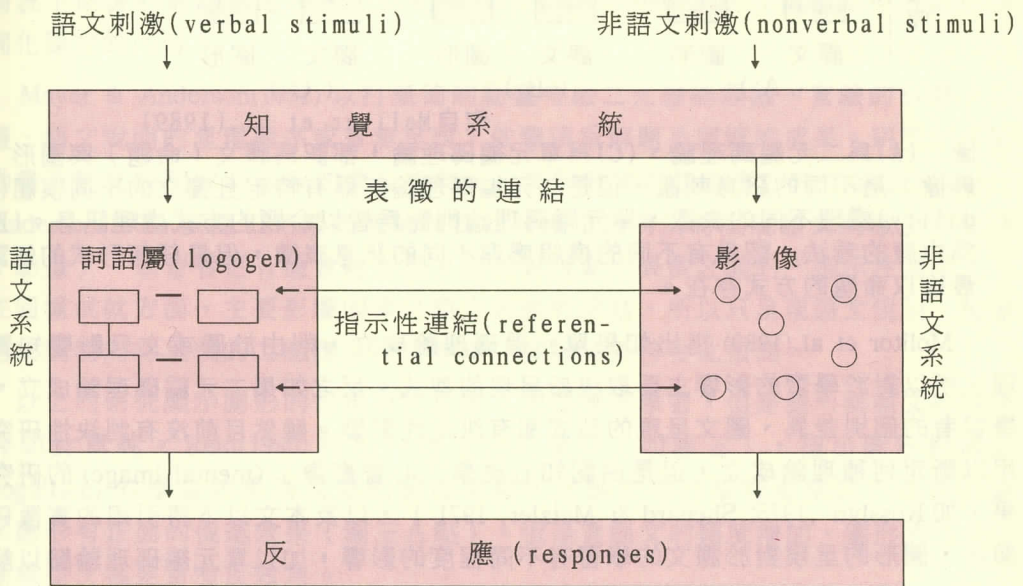 語文刺激(verbal stimuli)
非語文刺激(nonverbal stimuli)
知覺系統
表徵的連結
語文系統
詞語屬(logogen)
影像
非語文系統
指示性連結(referen-
tial connections)
反應(responses)